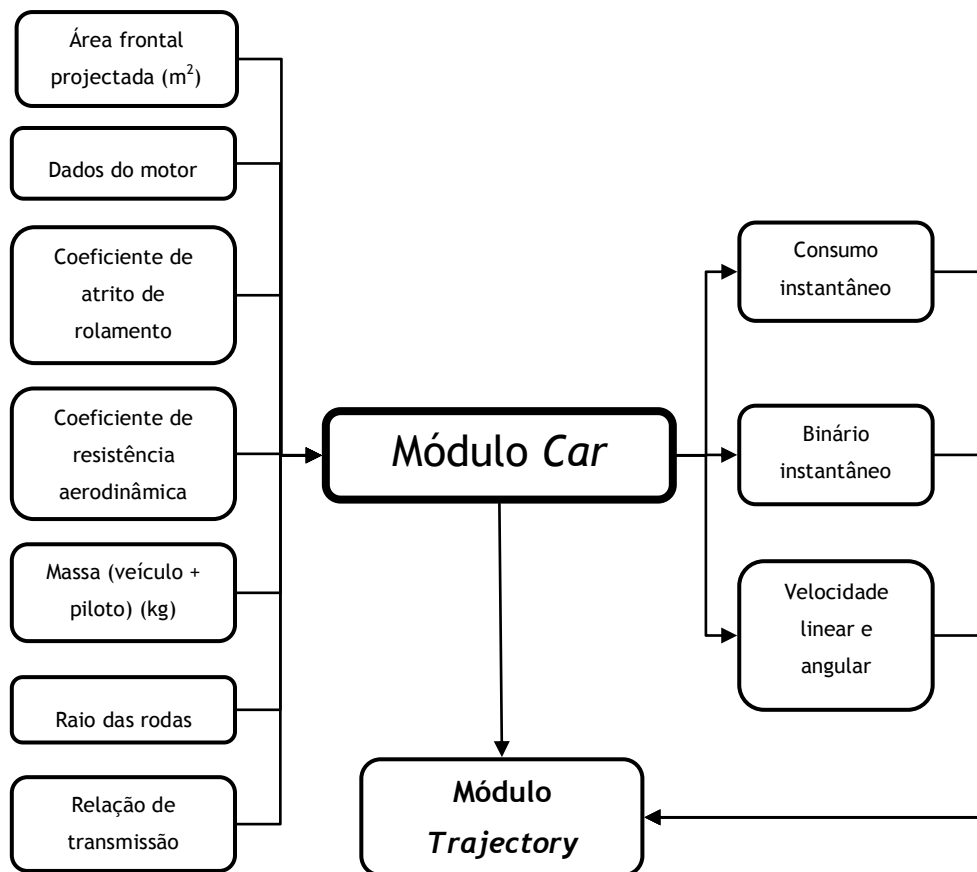 Área frontal
projectada (m²)
Dados do motor
Coeficiente de
atrito de
rolamento
Coeficiente de
resistência
aerodinâmica
Massa (veículo +
piloto) (kg)
Raio das rodas
Relação de
transmissão
Módulo Car
Consumo
instantâneo
Binário
instantâneo
Velocidade
linear e
angular
Módulo
Trajectory